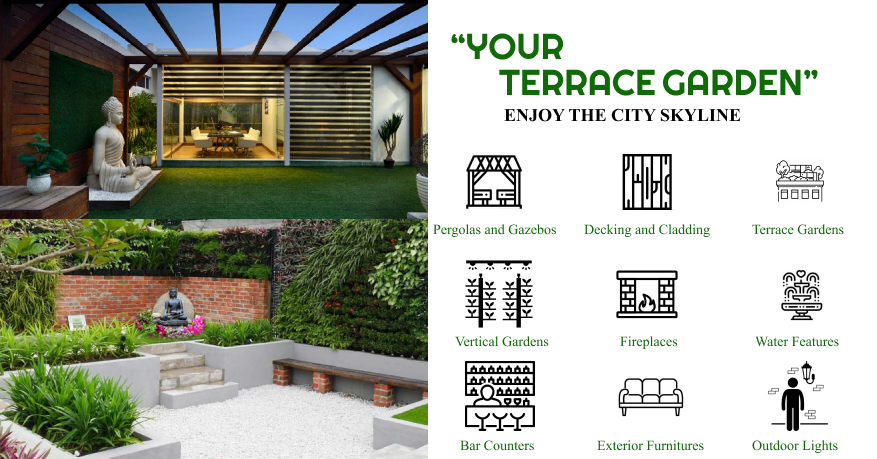 “YOUR
TERRACE GARDEN”
ENJOY THE CITY SKYLINE
Pergolas and Gazebos
Decking and Cladding
Terrace Gardens
Vertical Gardens
Fireplaces
Water Features
Bar Counters
Exterior Furnitures
Outdoor Lights